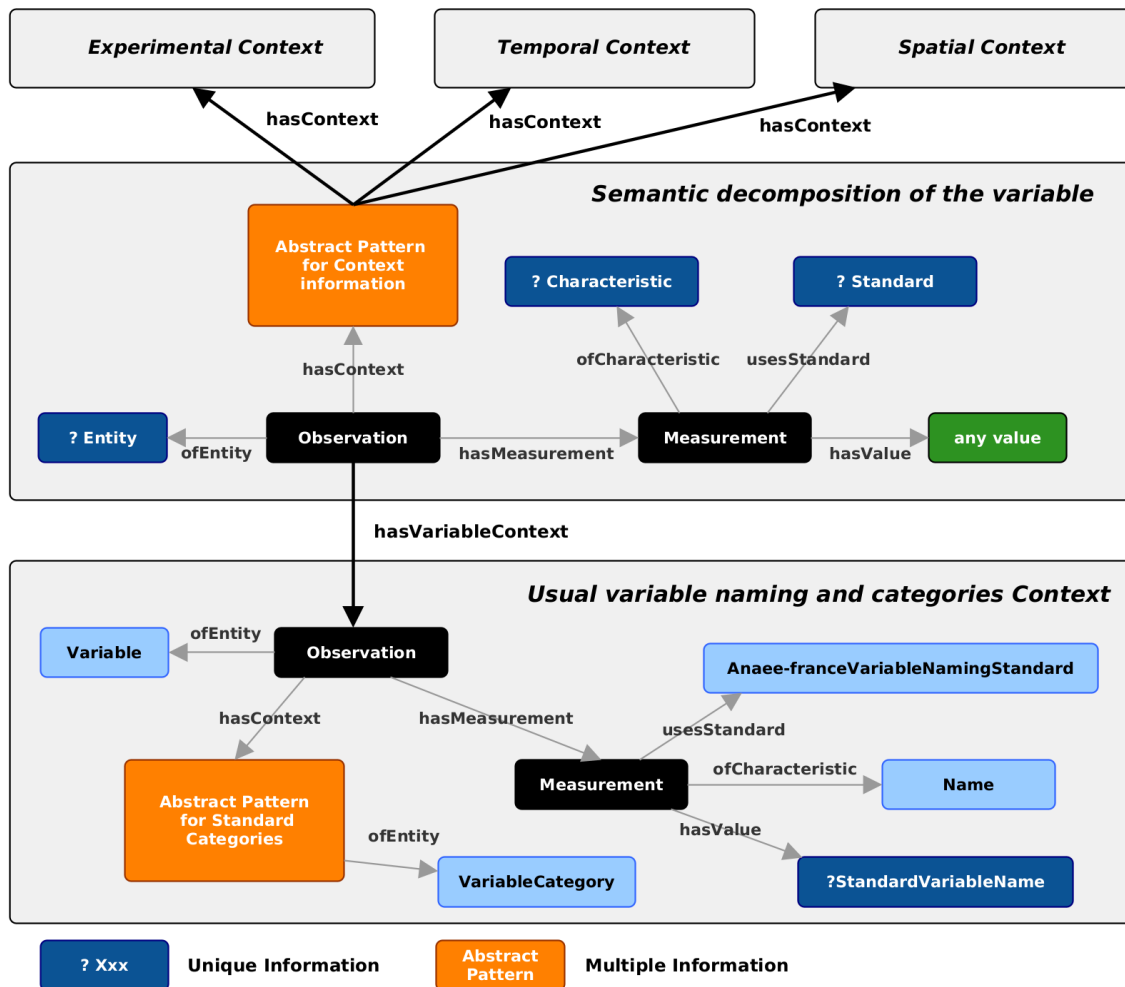 Experimental Context
Temporal Context
Spatial Context
hasContext
hasContext
hasContext
Semantic decomposition of the variable
Abstract Pattern
for Context
information
? Characteristic
? Standard
hasContext
ofCharacteristic
usesStandard
? Entity
ofEntity
Observation
hasMeasurement
Measurement
hasValue
any value
hasVariableContext
Usual variable naming and categories Context
Variable
ofEntity
Observation
Anaee-franceVariableNamingStandard
hasContext
hasMeasurement
usesStandard
Abstract Pattern
for Standard
Categories
Measurement
ofCharacteristic
Name
ofEntity
hasValue
VariableCategory
?StandardVariableName
? Xxx
Unique Information
Abstract
Pattern
Multiple Information